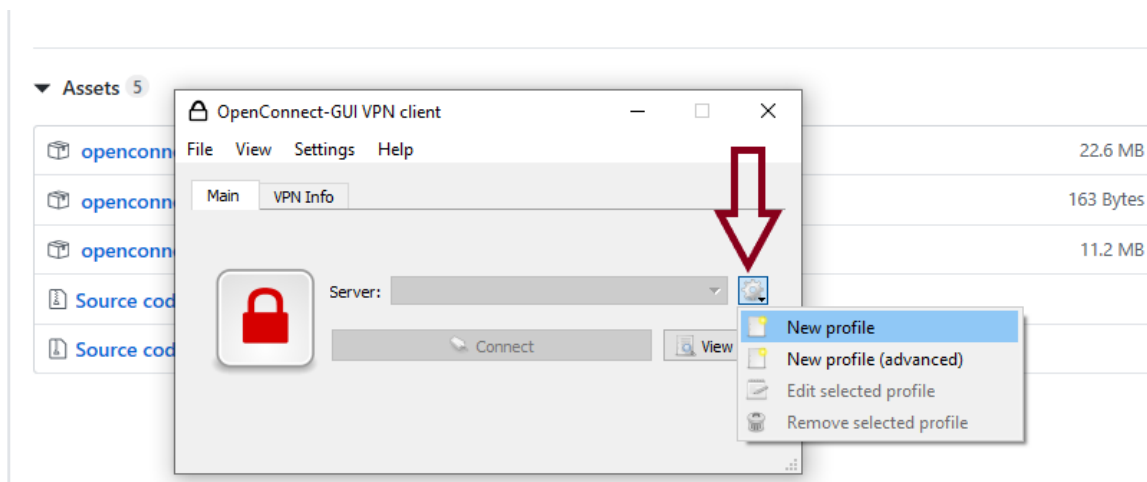 Assets 5
OpenConnect-GUI VPN client
File View Settings Help
openconn
22.6 MB
Main VPN Info
openconn
163 Bytes
openconn
11.2 MB
Server:
Source cod
New profile
Connect
View
Source cod
New profile (advanced)
Edit selected profile
Remove selected profile